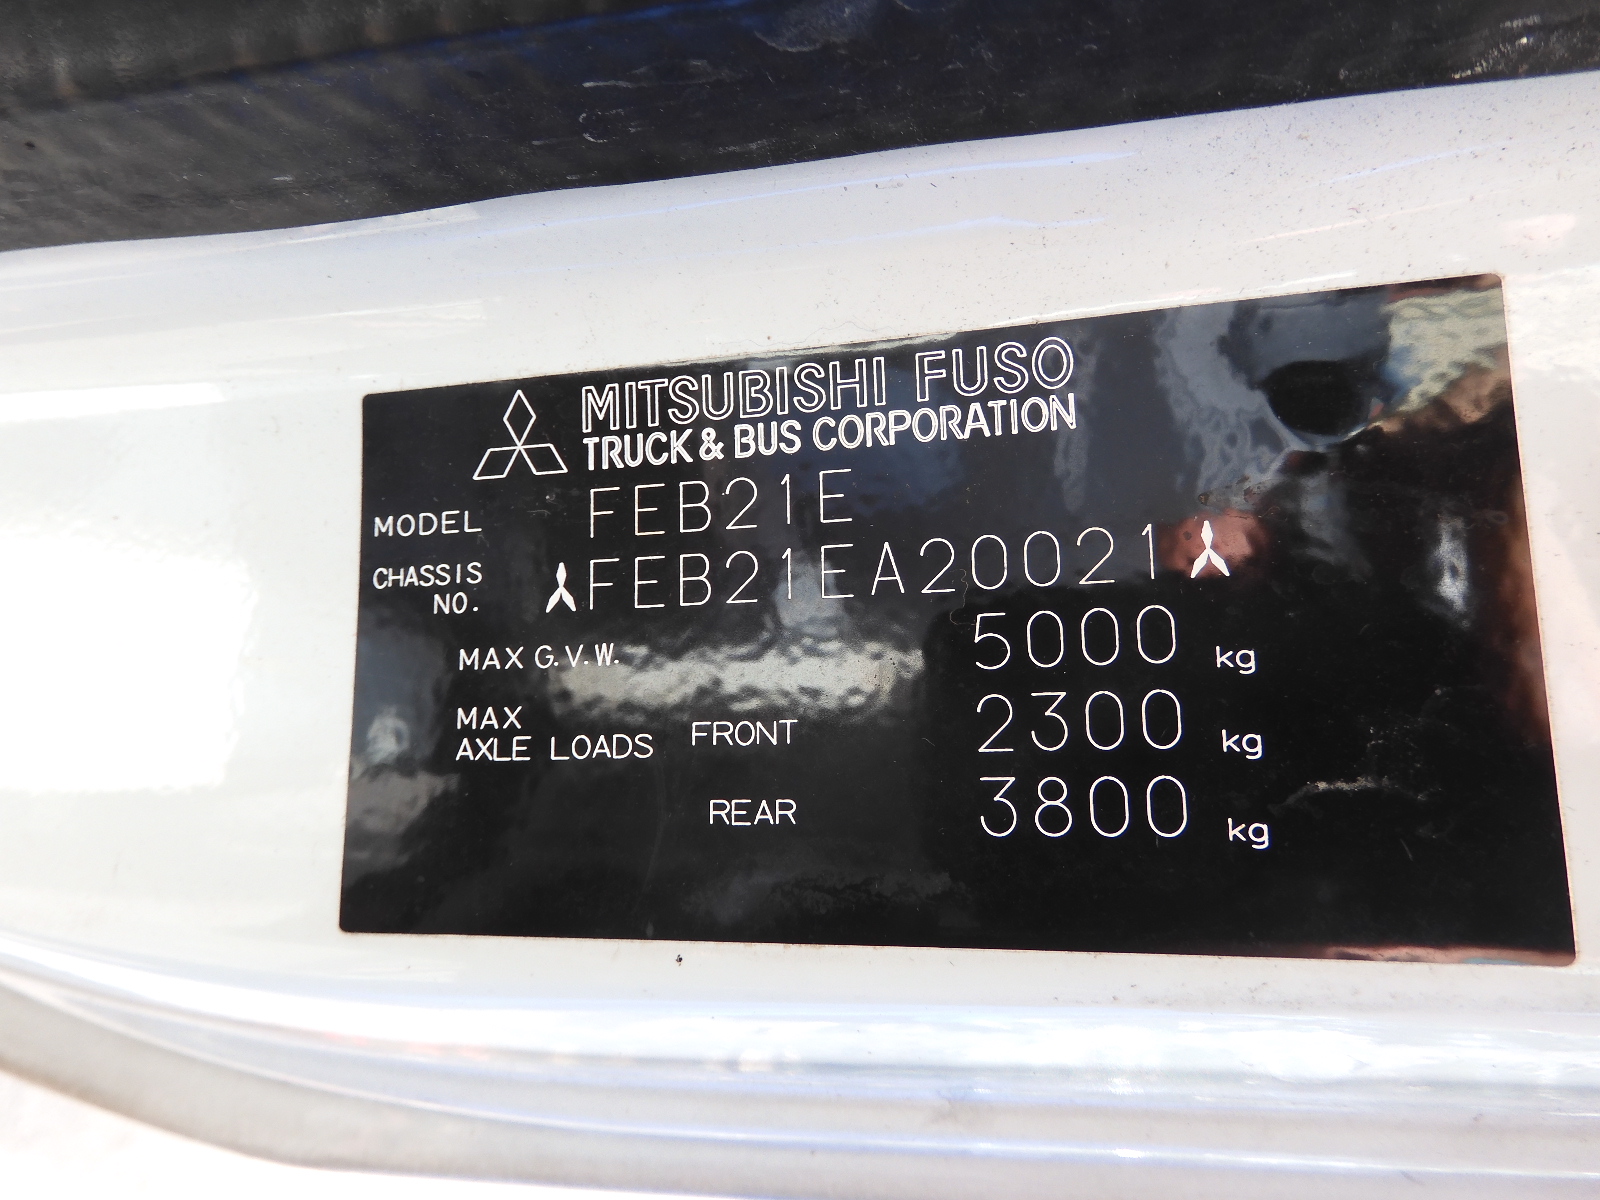 MITSUBISHI FUSO
TRUCK & BUS CORPORATION
MODEL FEB21E
CHASSIS NO. FEB21EA20021
MAX G.V.W. 5000 kg
MAX AXLE LOADS FRONT 2300 kg
REAR 3800 kg